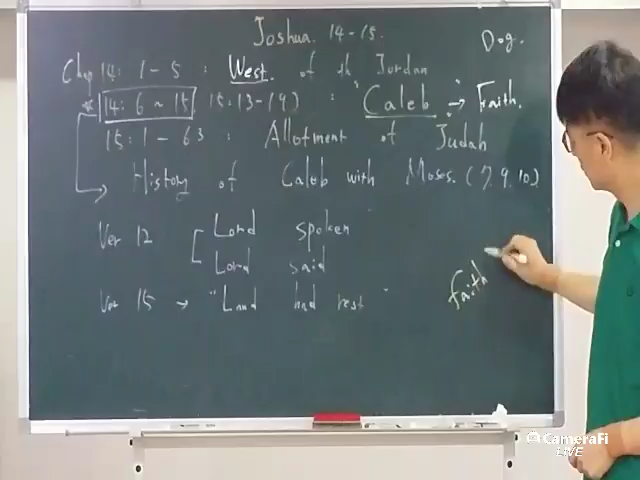 Joshua. 14-15.
Dog.
Chap 14: 1-5 : West of th Jordan
* 14: 6 ~ 15 15:13-19) : "Caleb" → Faith.
15: 1-63 : Allotment of Judah
→ History of Caleb with Moses. (7.9.10)
Ver 12 [ Lord spoken
Lord said
Ver 15 → "Land had rest"
faith
CameraFi
LIVE